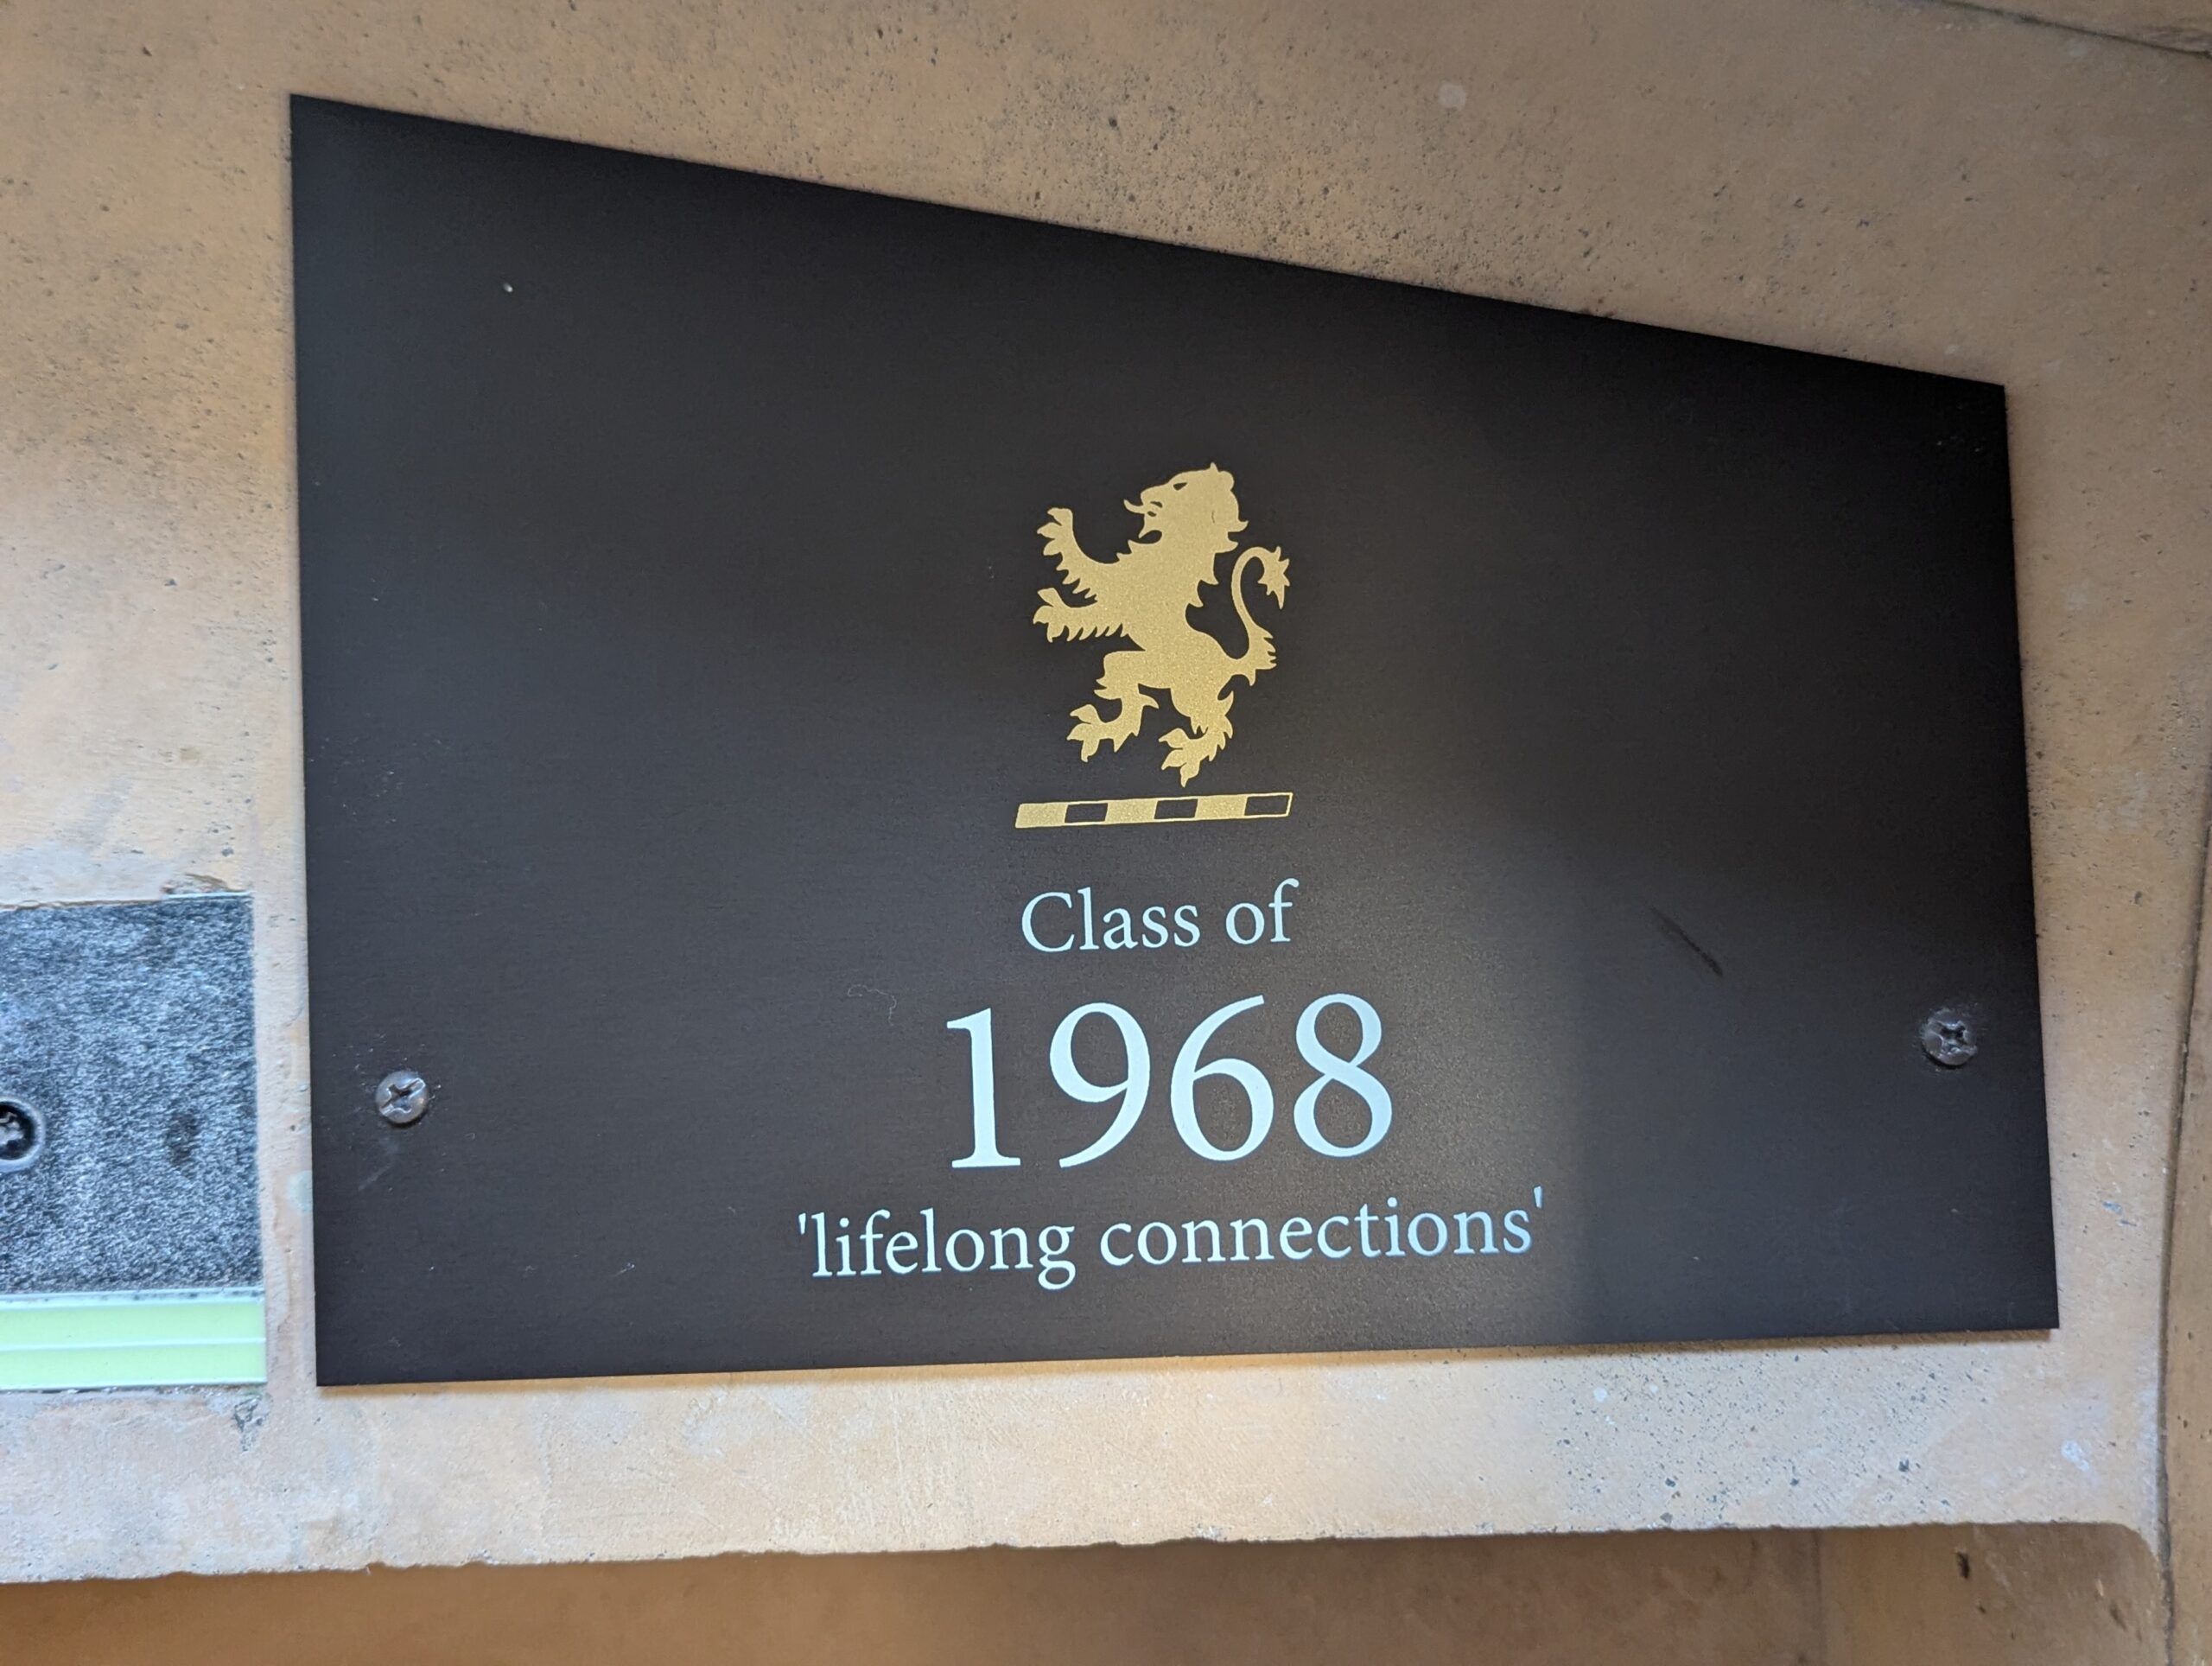 Class of
1968
'lifelong connections'